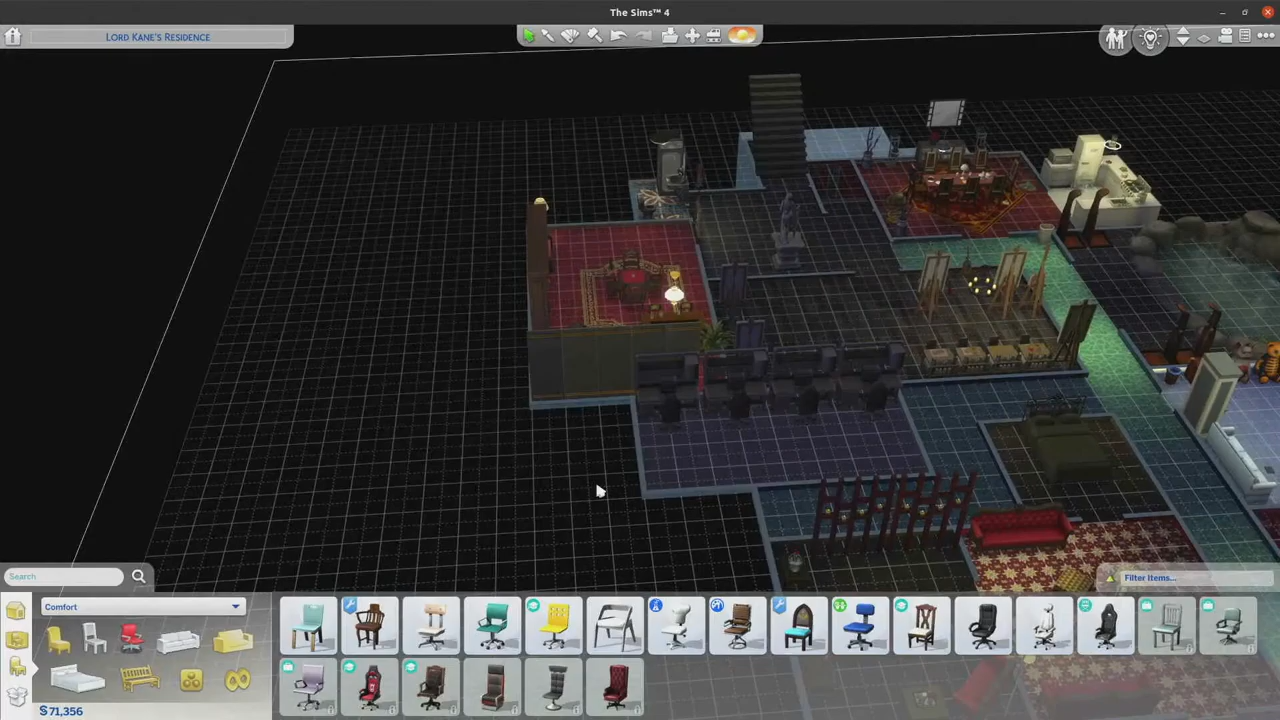 The Sims™ 4
LORD KANE'S RESIDENCE
Search
Filter Items...
Comfort
§71,356